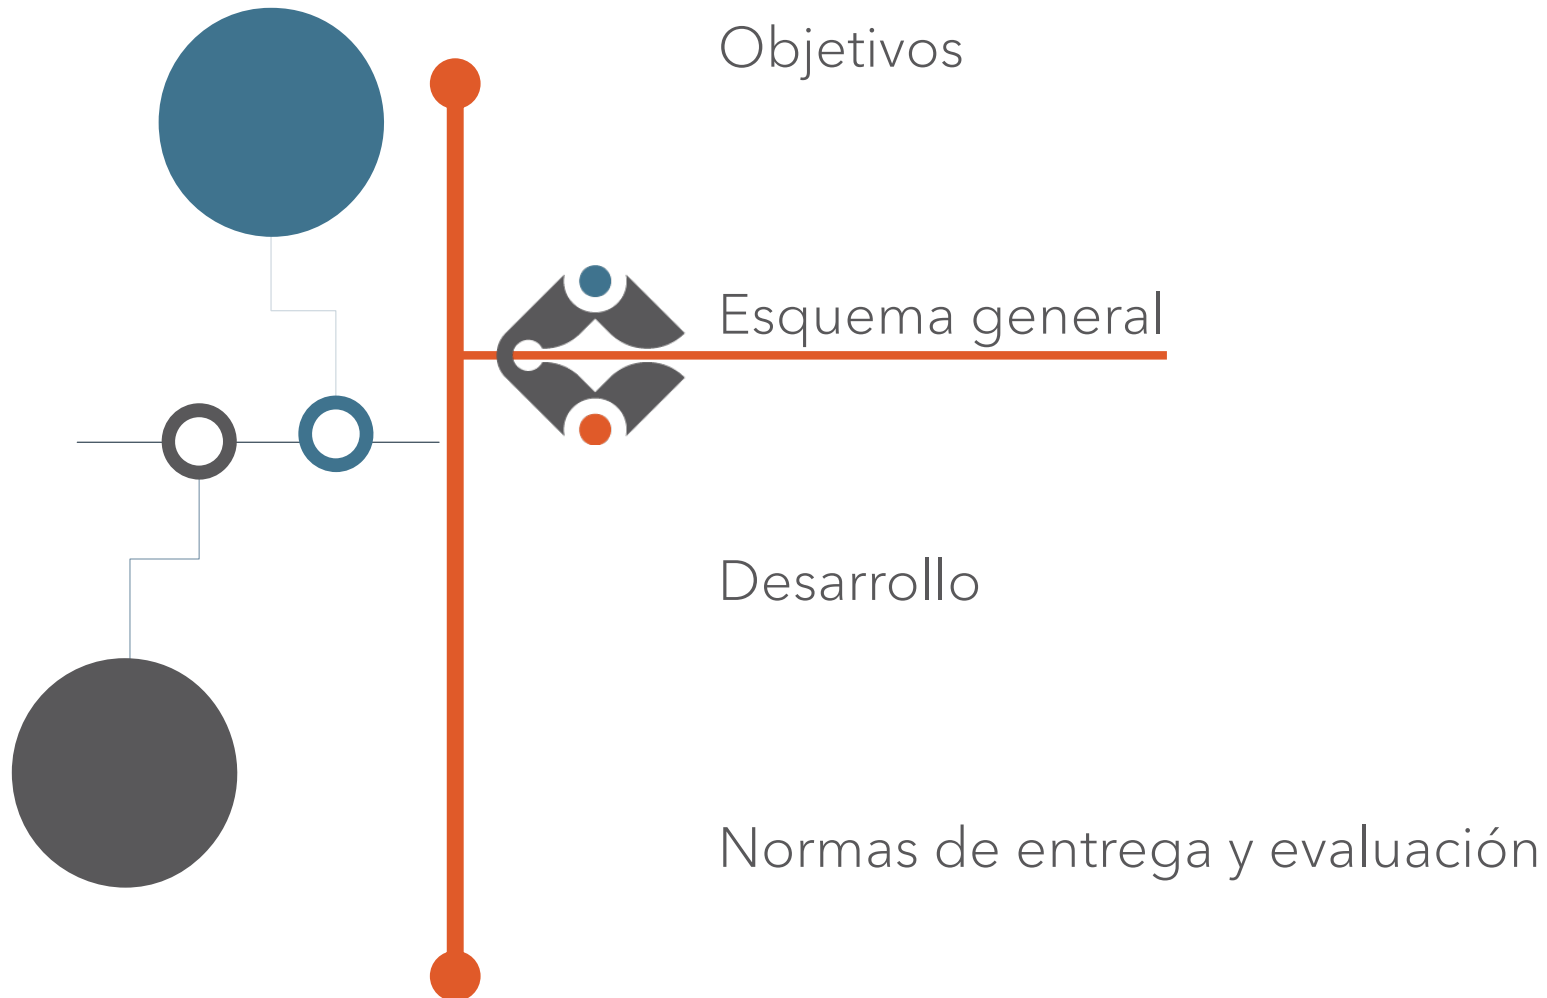 Objetivos
Esquema general
Desarrollo
Normas de entrega y evaluación